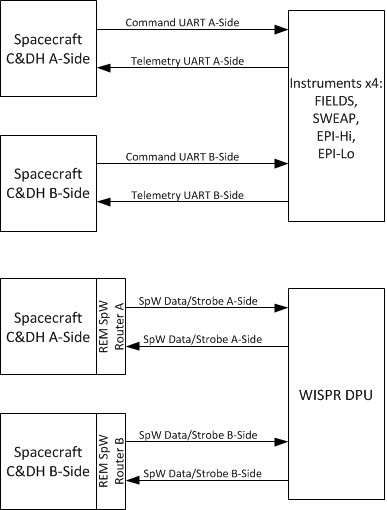 Spacecraft
C&DH A-Side
Command UART A-Side
Telemetry UART A-Side
Instruments x4:
FIELDS,
SWEAP,
EPI-Hi,
EPI-Lo
Spacecraft
C&DH B-Side
Command UART B-Side
Telemetry UART B-Side
Spacecraft
C&DH A-Side
REM SpW
Router A
SpW Data/Strobe A-Side
SpW Data/Strobe A-Side
WISPR DPU
Spacecraft
C&DH B-Side
REM SpW
Router B
SpW Data/Strobe B-Side
SpW Data/Strobe B-Side